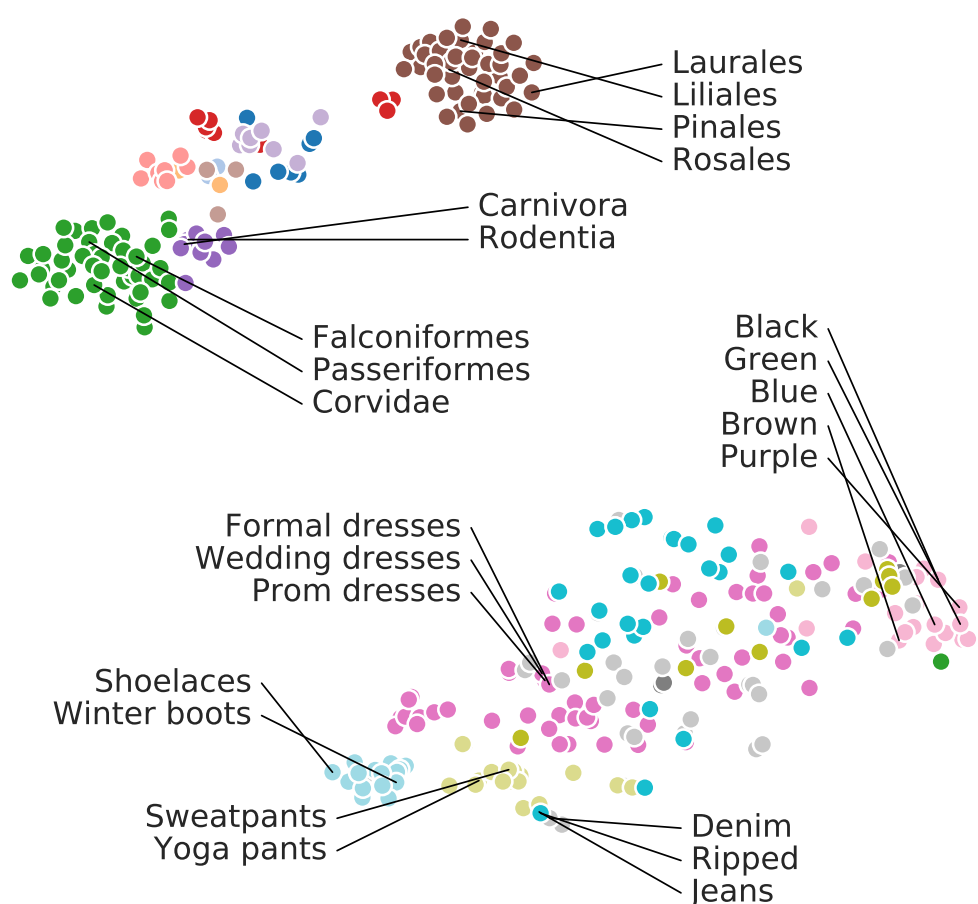 Laurales
Liliales
Pinales
Rosales
Carnivora
Rodentia
Falconiformes
Passeriformes
Corvidae
Black
Green
Blue
Brown
Purple
Formal dresses
Wedding dresses
Prom dresses
Shoelaces
Winter boots
Sweatpants
Yoga pants
Denim
Ripped
Jeans